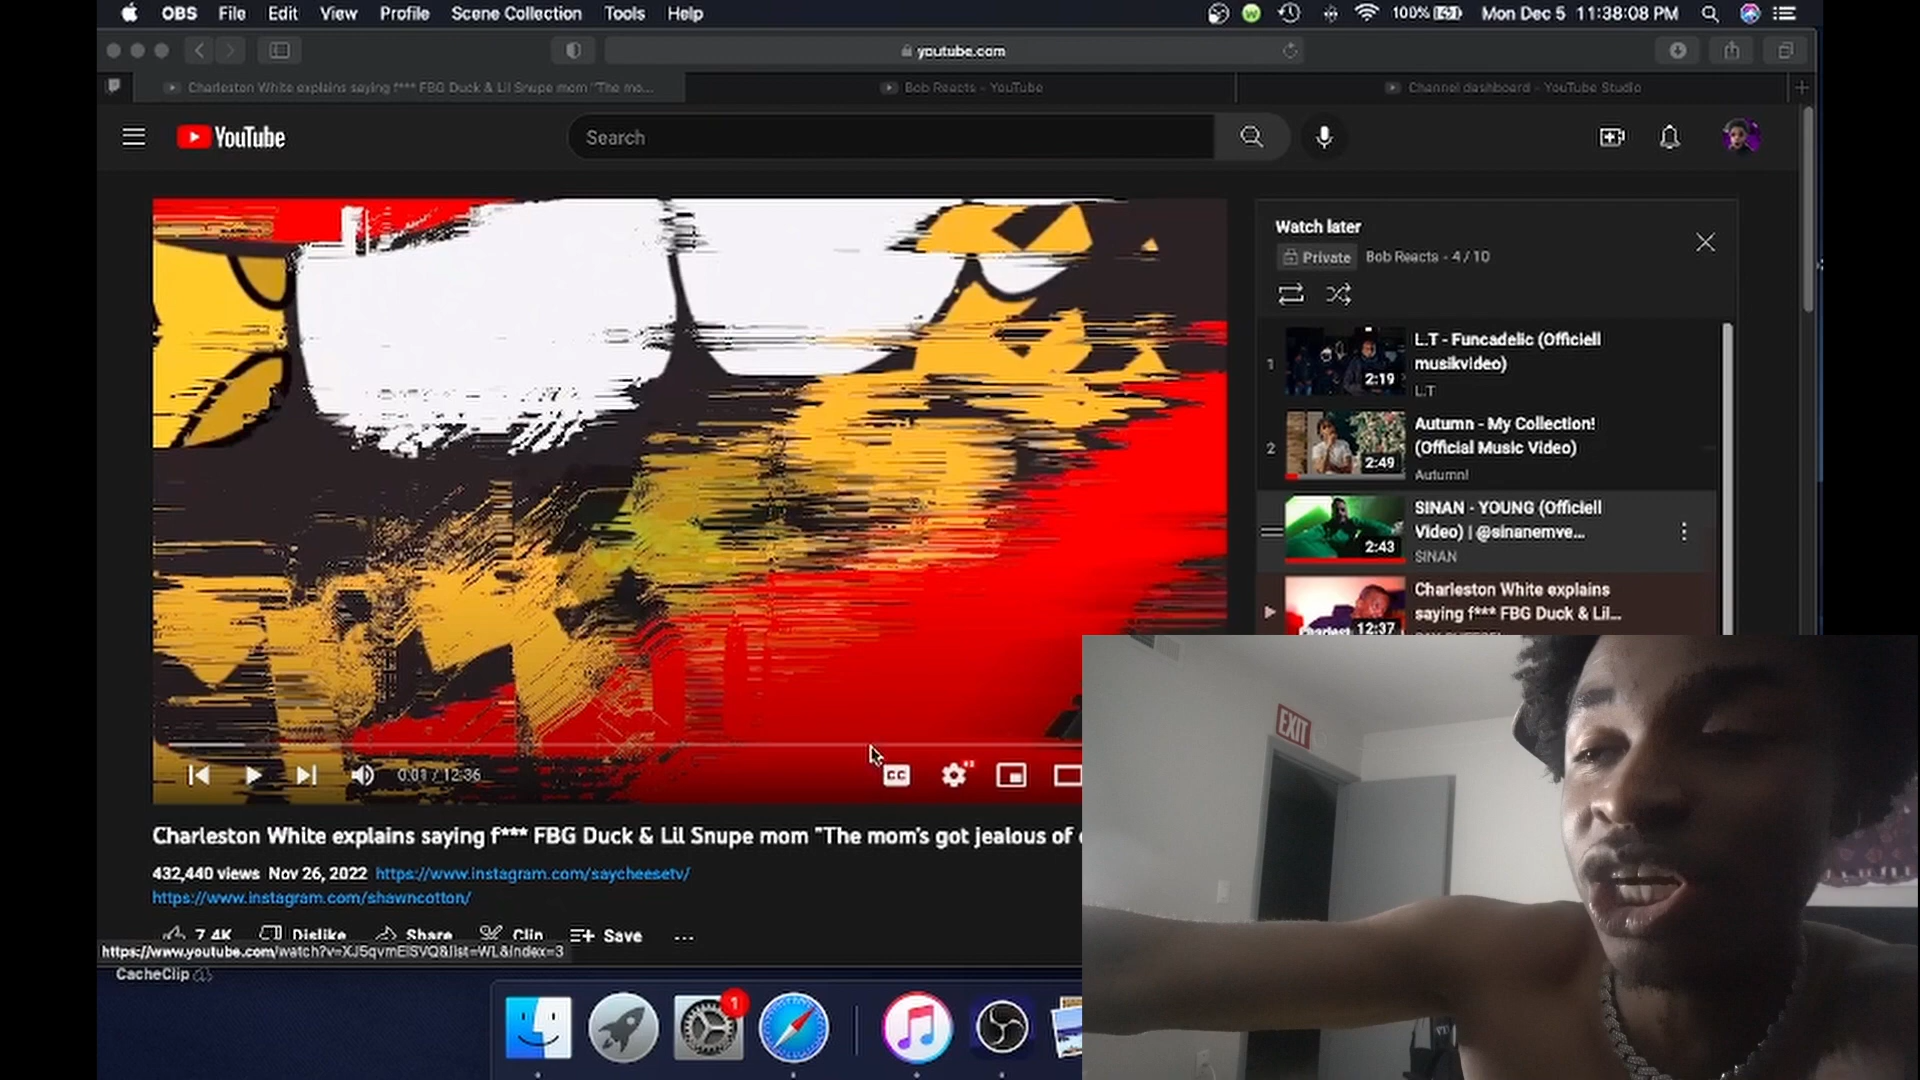 OBS File Edit View Profile Scene Collection Tools Help
100% Mon Dec 5 11:38:08 PM
youtube.com
Charleston White explains saying f*** FBG Duck & Lil Snupe mom "The mo...
Bob Reacts - YouTube
Channel dashboard - YouTube Studio
YouTube
Search
Watch later
Private
Bob Reacts - 4 / 10
1
2:19
L.T - Funcadelic (Officiell
musikvideo)
L.T
2
2:49
Autumn - My Collection!
(Official Music Video)
Autumn!
2:43
SINAN - YOUNG (Officiell
Video) | @sinanemve...
SINAN
12:37
Charleston White explains
saying f*** FBG Duck & Lil...
EXIT
0:01 / 12:36
CC
Charleston White explains saying f*** FBG Duck & Lil Snupe mom "The mom's got jealous of
432,440 views Nov 26, 2022 https://www.instagram.com/saycheesetv/
https://www.instagram.com/shawncotton/
7.4K Dislike Share Clip Save ...
https://www.youtube.com/watch?v=XJ5qvmEISVQ&list=WL&index=3
CacheClip
1